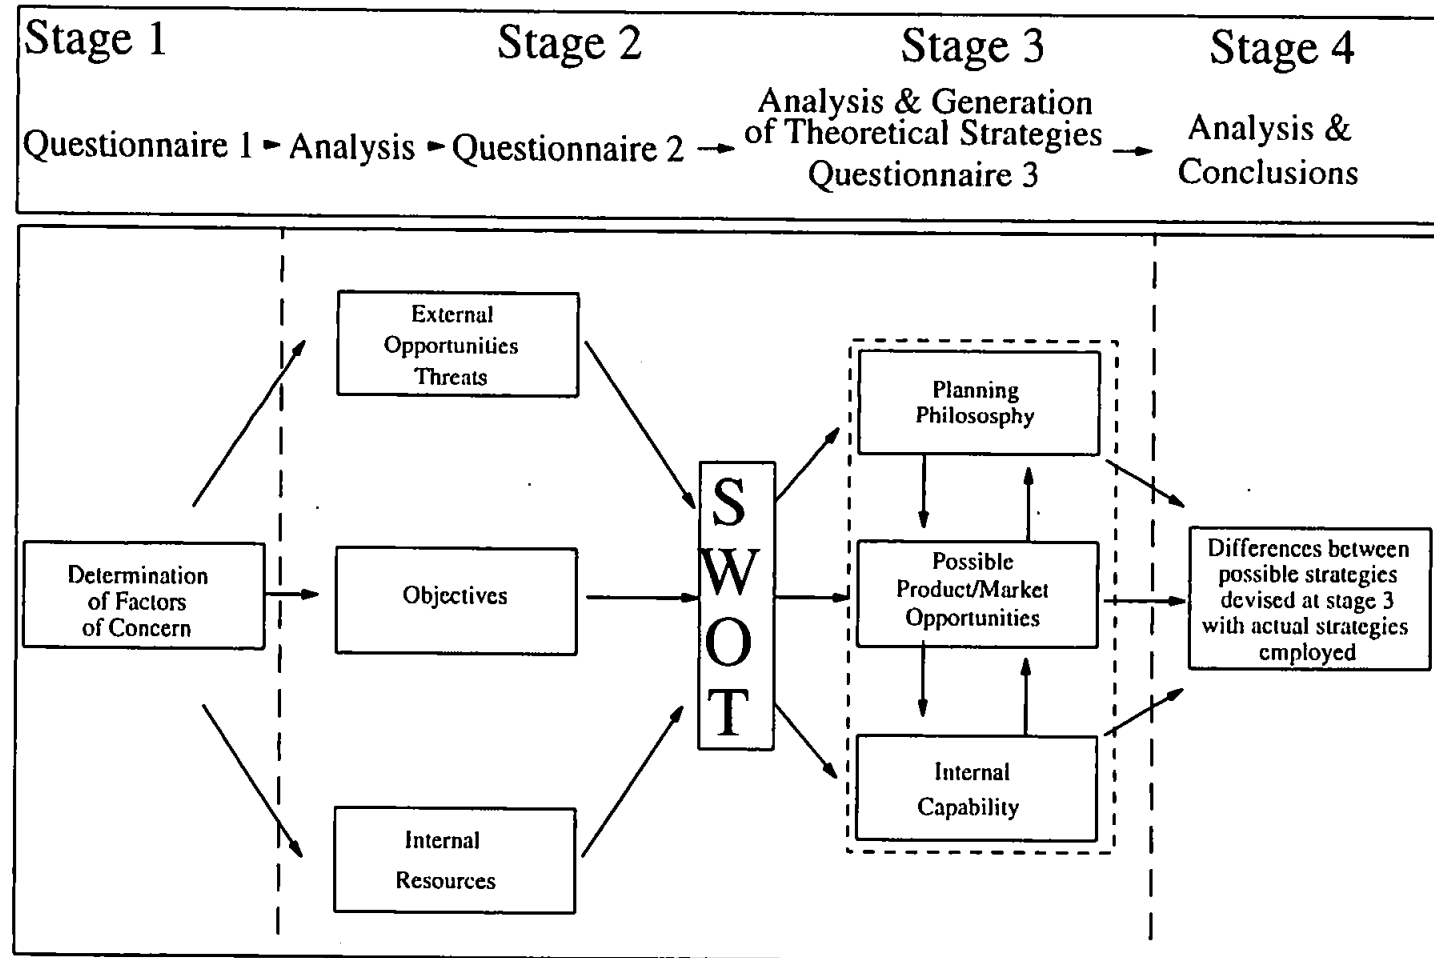 Stage 1
Stage 2
Stage 3
Stage 4
Questionnaire 1
Analysis
Questionnaire 2
Analysis & Generation
of Theoretical Strategies
Questionnaire 3
Analysis &
Conclusions
Determination
of Factors
of Concern
External
Opportunities
Threats
Objectives
Internal
Resources
S
W
O
T
Planning
Philososphy
Possible
Product/Market
Opportunities
Internal
Capability
Differences between
possible strategies
devised at stage 3
with actual strategies
employed